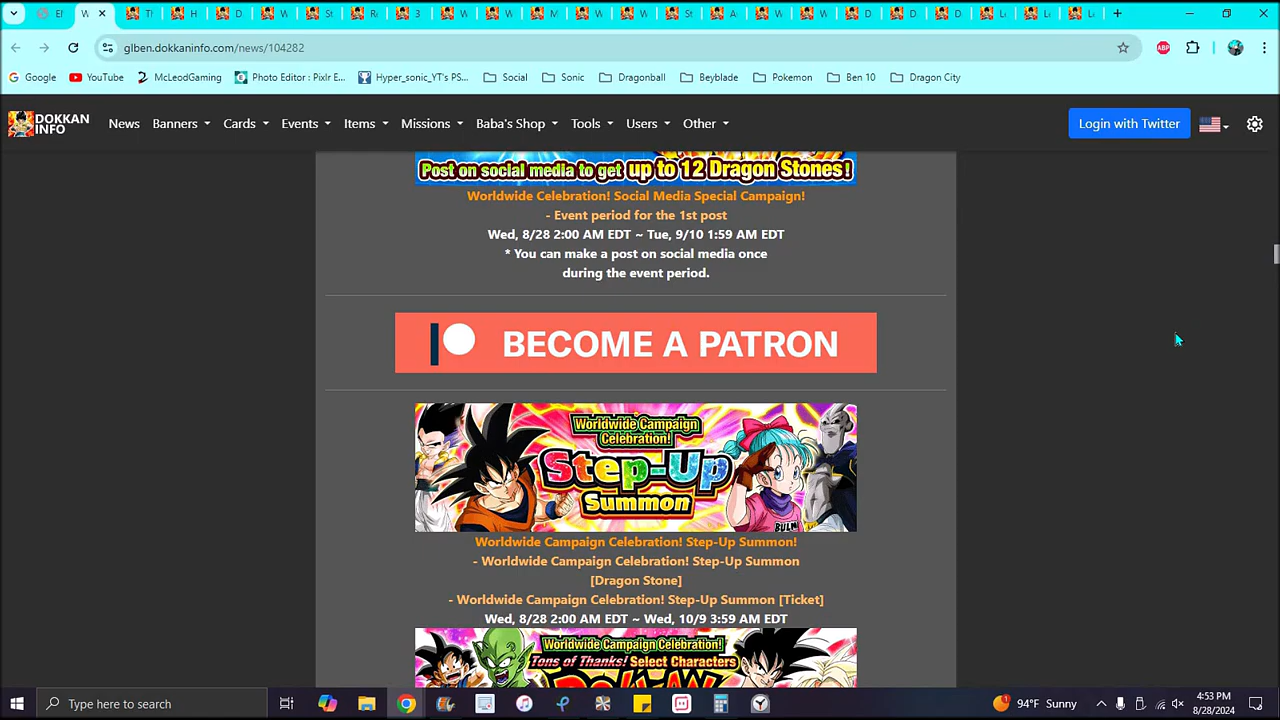 glben.dokkaninfo.com/news/104282
ABP
Google
YouTube
McLeodGaming
Photo Editor : Pixlr E...
Hyper_sonic_YT's PS...
Social
Sonic
Dragonball
Beyblade
Pokemon
Ben 10
Dragon City
DOKKAN
INFO
News
Banners
Cards
Events
Items
Missions
Baba's Shop
Tools
Users
Other
Login with Twitter
Post on social media to get up to 12 Dragon Stones!
Worldwide Celebration! Social Media Special Campaign!
- Event period for the 1st post
Wed, 8/28 2:00 AM EDT ~ Tue, 9/10 1:59 AM EDT
* You can make a post on social media once
during the event period.
BECOME A PATRON
Worldwide Campaign
Celebration!
Step-Up
Summon
BULM
Worldwide Campaign Celebration! Step-Up Summon!
- Worldwide Campaign Celebration! Step-Up Summon
[Dragon Stone]
- Worldwide Campaign Celebration! Step-Up Summon [Ticket]
Wed, 8/28 2:00 AM EDT ~ Wed, 10/9 3:59 AM EDT
Worldwide Campaign Celebration!
Tons of Thanks! Select Characters
DOKKAN
Type here to search
94°F Sunny
4:53 PM
8/28/2024